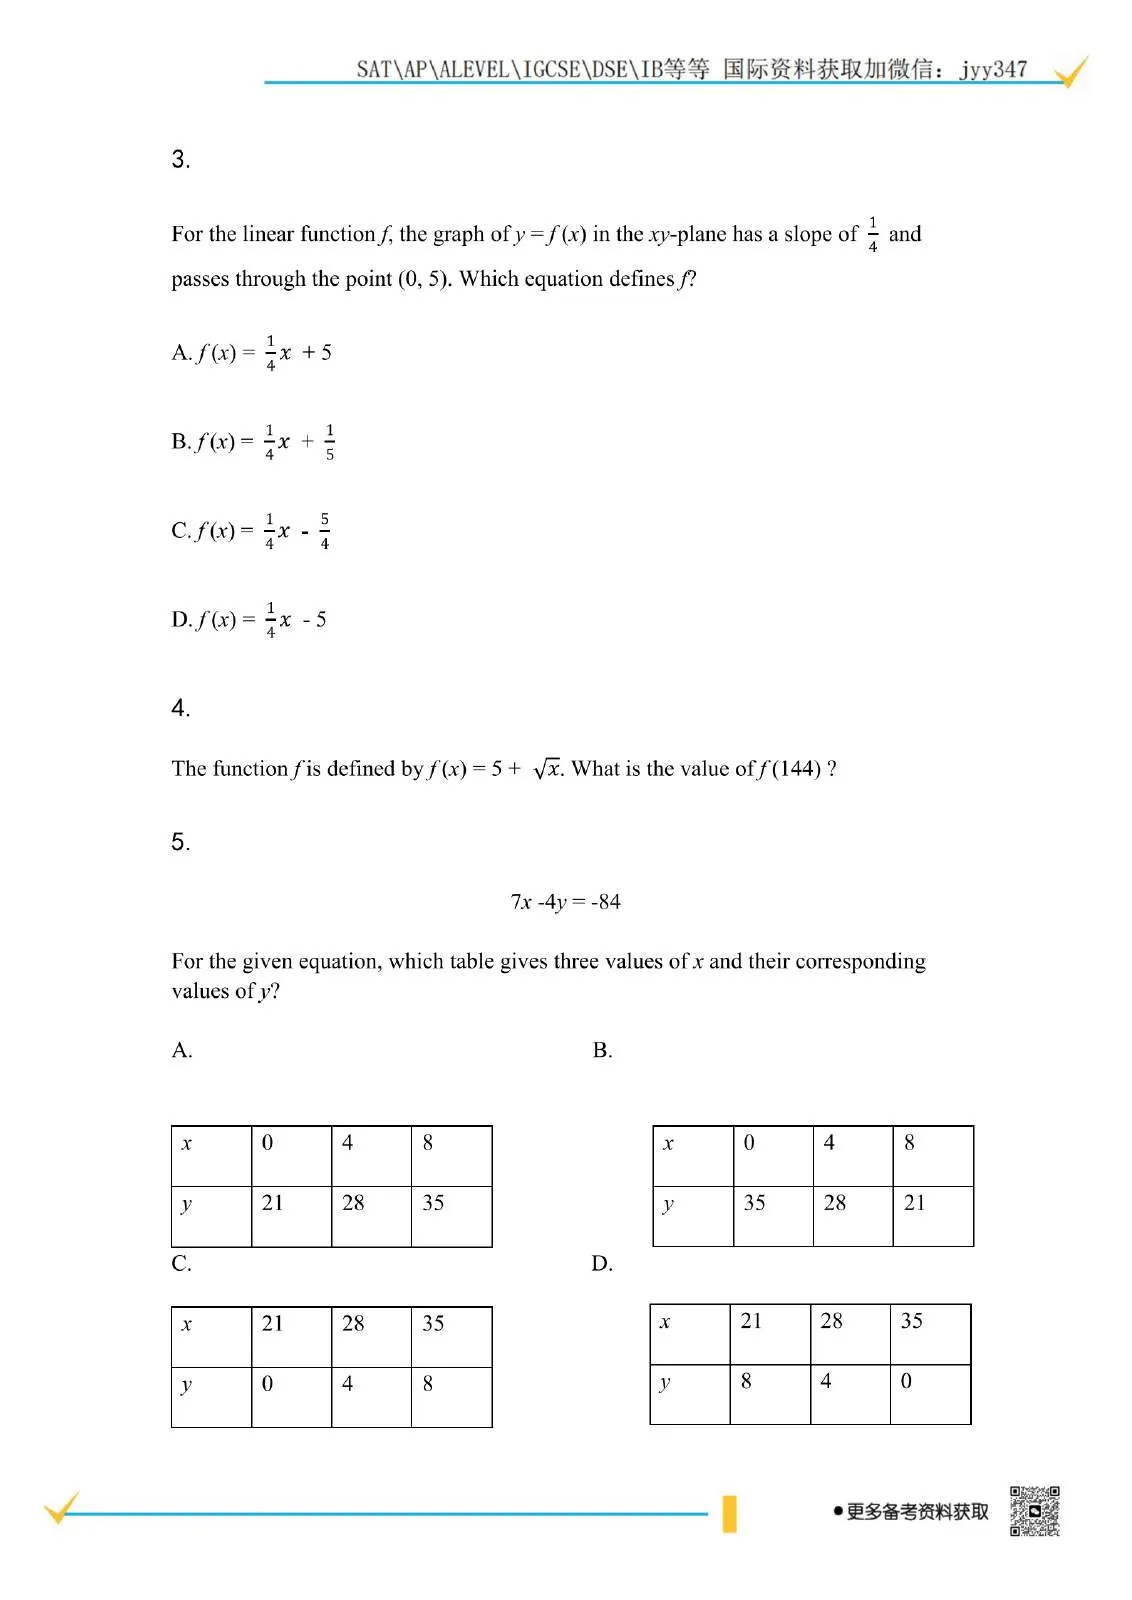 SAT\AP\ALEVEL\IGCSE\DSE\IB等等 国际资料获取加微信：jyy347
3.
For the linear function f, the graph of y = f (x) in the xy-plane has a slope of 1/4 and
passes through the point (0, 5). Which equation defines f?
A. f (x) = 1/4 x + 5
B. f (x) = 1/4 x + 1/5
C. f (x) = 1/4 x - 5/4
D. f (x) = 1/4 x - 5
4.
The function f is defined by f (x) = 5 + √x. What is the value of f (144) ?
5.
7x -4y = -84
For the given equation, which table gives three values of x and their corresponding
values of y?
A. B.
x 0 4 8
y 21 28 35
x 0 4 8
y 35 28 21
C. D.
x 21 28 35
y 0 4 8
x 21 28 35
y 8 4 0
●更多备考资料获取